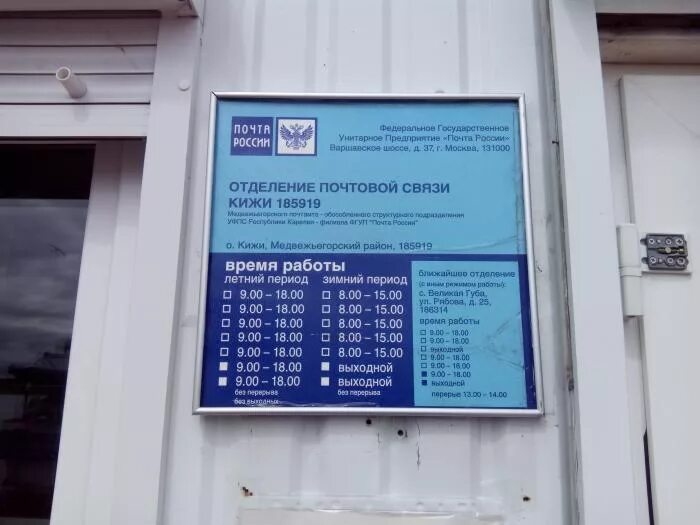 ПОЧТА
РОССИИ
Федеральное Государственное
Унитарное Предприятие «Почта России»
Варшавское шоссе, д. 37, г. Москва, 131000
ОТДЕЛЕНИЕ ПОЧТОВОЙ СВЯЗИ
КИЖИ 185919
Медвежьегорского почтамта - обособленного структурного подразделения
УФПС Республики Карелия - филиала ФГУП "Почта России"
о. Кижи, Медвежьегорский район, 185919
время работы
летний период
9.00 – 18.00
9.00 – 18.00
9.00 – 18.00
9.00 – 18.00
9.00 – 18.00
9.00 – 18.00
9.00 – 18.00
без перерыва
без выходных
зимний период
8.00 – 15.00
8.00 – 15.00
8.00 – 15.00
8.00 – 15.00
8.00 – 15.00
выходной
выходной
без перерыва
ближайшее отделение
(с иным режимом работы):
с. Великая Губа,
ул. Рябова, д. 25,
186314
время работы
9.00 – 18.00
9.00 – 18.00
выходной
9.00 – 18.00
9.00 – 18.00
9.00 – 18.00
выходной
перерыв 13.00 - 14.00